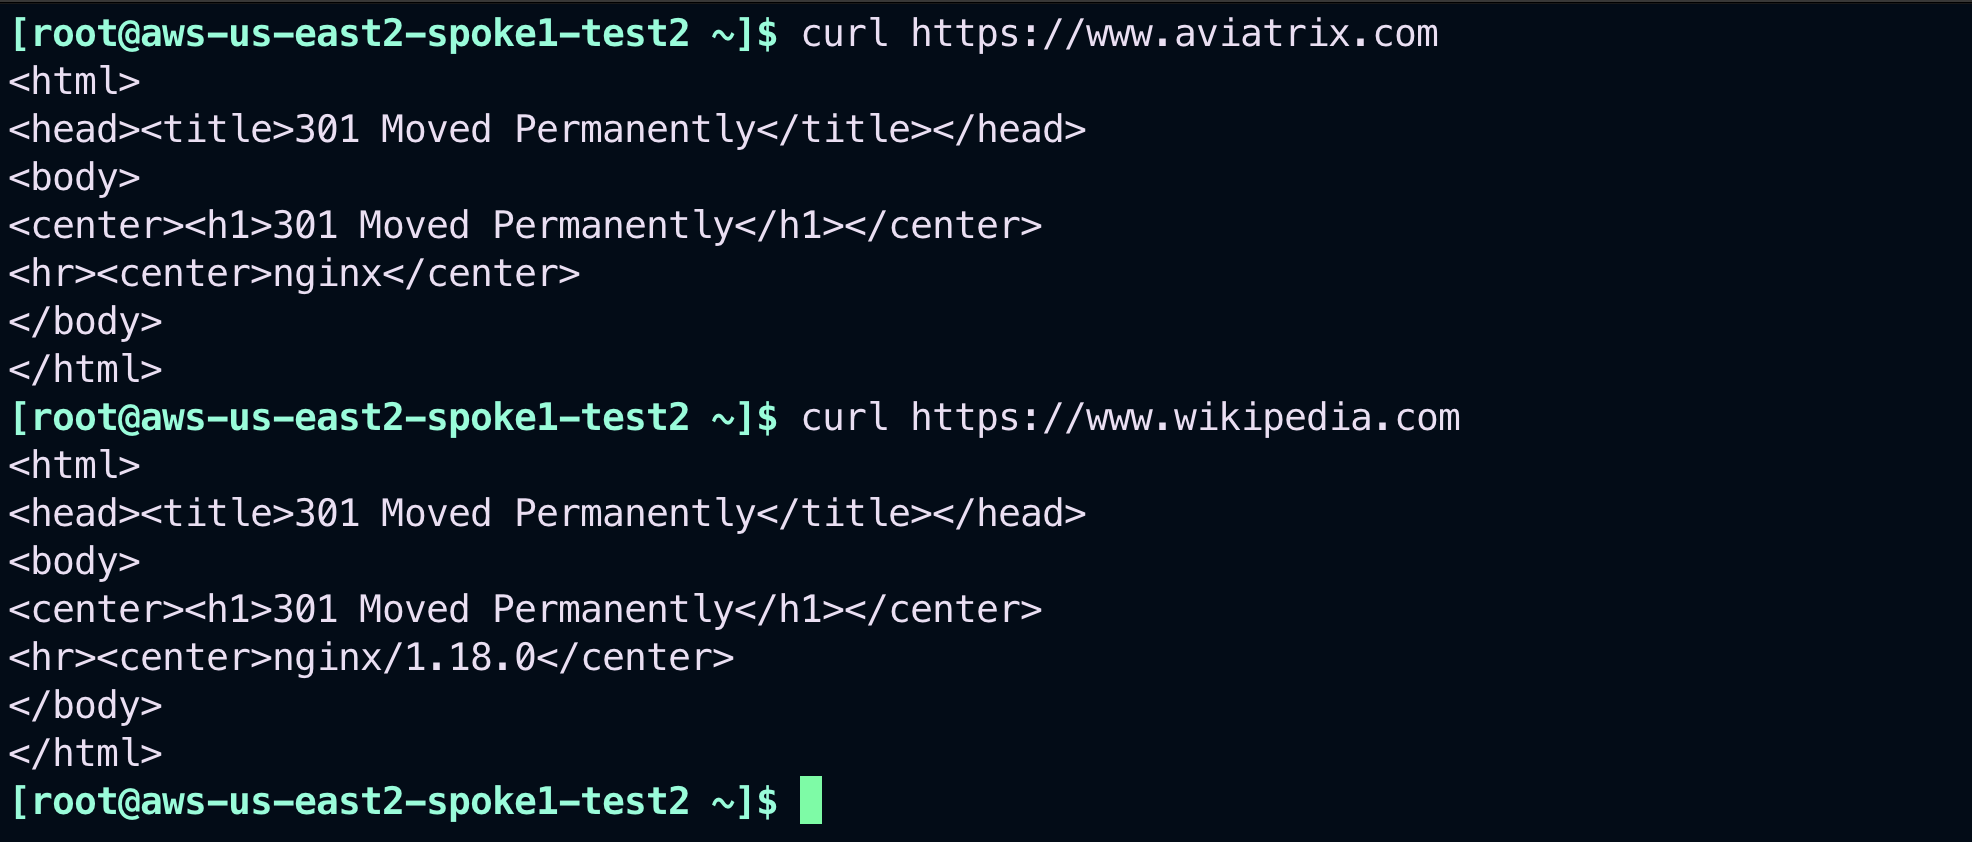 [root@aws-us-east2-spoke1-test2 ~]$ curl https://www.aviatrix.com
<html>
<head><title>301 Moved Permanently</title></head>
<body>
<center><h1>301 Moved Permanently</h1></center>
<hr><center>nginx</center>
</body>
</html>
[root@aws-us-east2-spoke1-test2 ~]$ curl https://www.wikipedia.com
<html>
<head><title>301 Moved Permanently</title></head>
<body>
<center><h1>301 Moved Permanently</h1></center>
<hr><center>nginx/1.18.0</center>
</body>
</html>
[root@aws-us-east2-spoke1-test2 ~]$